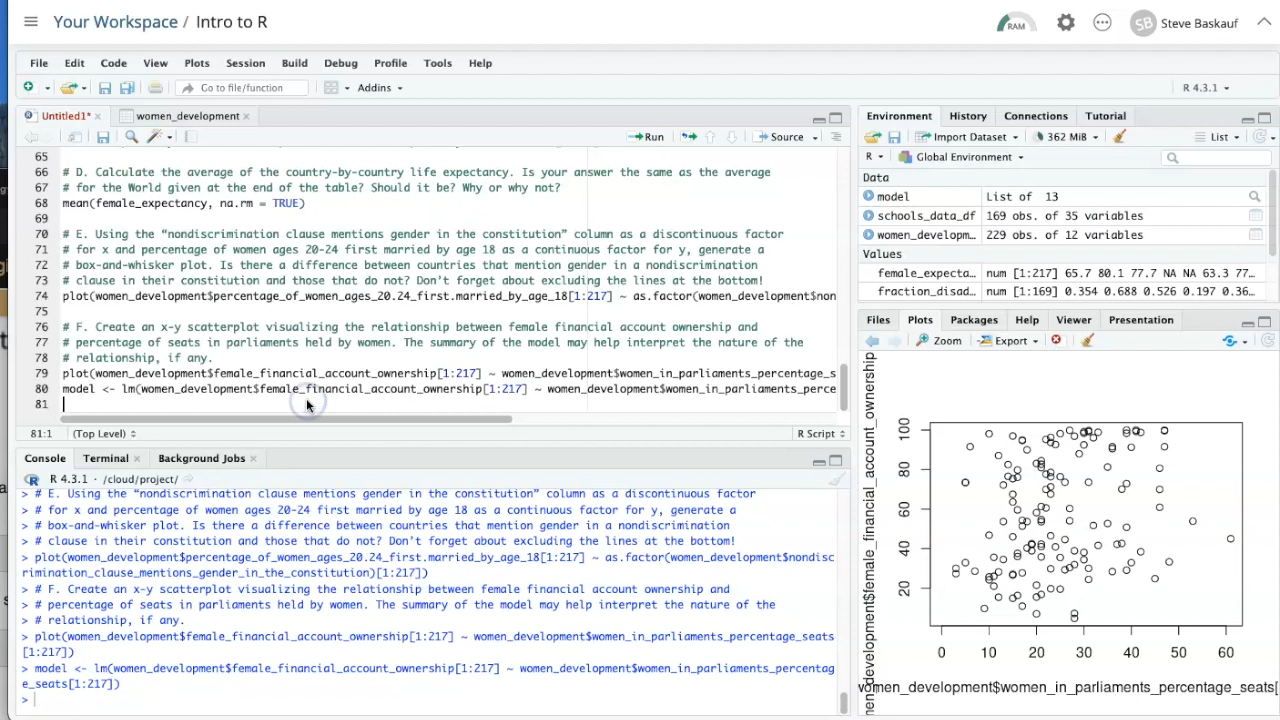 Your Workspace / Intro to R
RAM
SB
Steve Baskauf
File Edit Code View Plots Session Build Debug Profile Tools Help
Go to file/function
Addins
R 4.3.1
Untitled1* ×
women_development ×
Run
Source
65
66 # D. Calculate the average of the country-by-country life expectancy. Is your answer the same as the average
67 # for the World given at the end of the table? Should it be? Why or why not?
68 mean(female_expectancy, na.rm = TRUE)
69
70 # E. Using the “nondiscrimination clause mentions gender in the constitution” column as a discontinuous factor
71 # for x and percentage of women ages 20-24 first married by age 18 as a continuous factor for y, generate a
72 # box-and-whisker plot. Is there a difference between countries that mention gender in a nondiscrimination
73 # clause in their constitution and those that do not? Don’t forget about excluding the lines at the bottom!
74 plot(women_development$percentage_of_women_ages_20.24_first.married_by_age_18[1:217] ~ as.factor(women_development$non
75
76 # F. Create an x-y scatterplot visualizing the relationship between female financial account ownership and
77 # percentage of seats in parliaments held by women. The summary of the model may help interpret the nature of the
78 # relationship, if any.
79 plot(women_development$female_financial_account_ownership[1:217] ~ women_development$women_in_parliaments_percentage_s
80 model <- lm(women_development$female_financial_account_ownership[1:217] ~ women_development$women_in_parliaments_perce
81
81:1 (Top Level) R Script
Console Terminal × Background Jobs ×
R 4.3.1 · /cloud/project/
> # E. Using the “nondiscrimination clause mentions gender in the constitution” column as a discontinuous factor
> # for x and percentage of women ages 20-24 first married by age 18 as a continuous factor for y, generate a
> # box-and-whisker plot. Is there a difference between countries that mention gender in a nondiscrimination
> # clause in their constitution and those that do not? Don’t forget about excluding the lines at the bottom!
> plot(women_development$percentage_of_women_ages_20.24_first.married_by_age_18[1:217] ~ as.factor(women_development$nondisc
rimination_clause_mentions_gender_in_the_constitution)[1:217])
> # F. Create an x-y scatterplot visualizing the relationship between female financial account ownership and
> # percentage of seats in parliaments held by women. The summary of the model may help interpret the nature of the
> # relationship, if any.
> plot(women_development$female_financial_account_ownership[1:217] ~ women_development$women_in_parliaments_percentage_seats
[1:217])
> model <- lm(women_development$female_financial_account_ownership[1:217] ~ women_development$women_in_parliaments_percentag
e_seats[1:217])
>
Environment History Connections Tutorial
Import Dataset
362 MiB
List
R
Global Environment
Data
model List of 13
schools_data_df 169 obs. of 35 variables
women_developm… 229 obs. of 12 variables
Values
female_expecta… num [1:217] 65.7 80.1 77.7 NA NA 63.3 77…
fraction_disad… num [1:169] 0.354 0.688 0.526 0.197 0.36…
Files Plots Packages Help Viewer Presentation
Zoom Export
men_development$female_financial_account_ownership
100
80
60
40
20
0 10 20 30 40 50 60
women_development$women_in_parliaments_percentage_seats[